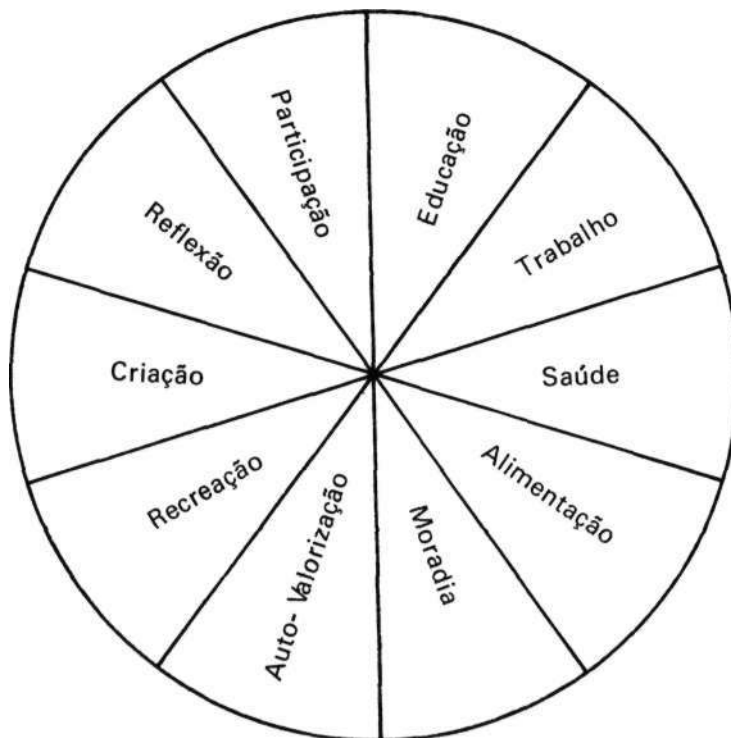 Participação
Educação
Trabalho
Saúde
Alimentação
Moradia
Auto-Valorização
Recreação
Criação
Reflexão